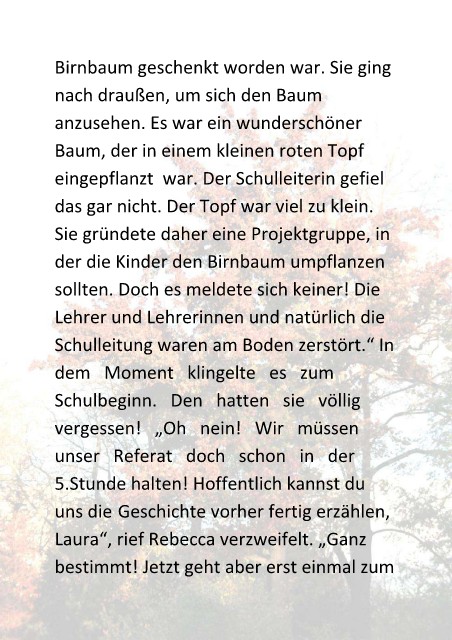 Birnbaum geschenkt worden war. Sie ging
nach draußen, um sich den Baum
anzusehen. Es war ein wunderschöner
Baum, der in einem kleinen roten Topf
eingepflanzt  war. Der Schulleiterin gefiel
das gar nicht. Der Topf war viel zu klein.
Sie gründete daher eine Projektgruppe, in
der die Kinder den Birnbaum umpflanzen
sollten. Doch es meldete sich keiner! Die
Lehrer und Lehrerinnen und natürlich die
Schulleitung waren am Boden zerstört.“ In
dem Moment klingelte es zum
Schulbeginn. Den hatten sie völlig
vergessen! „Oh nein! Wir müssen
unser Referat doch schon in der
5.Stunde halten! Hoffentlich kannst du
uns die Geschichte vorher fertig erzählen,
Laura“, rief Rebecca verzweifelt. „Ganz
bestimmt! Jetzt geht aber erst einmal zum